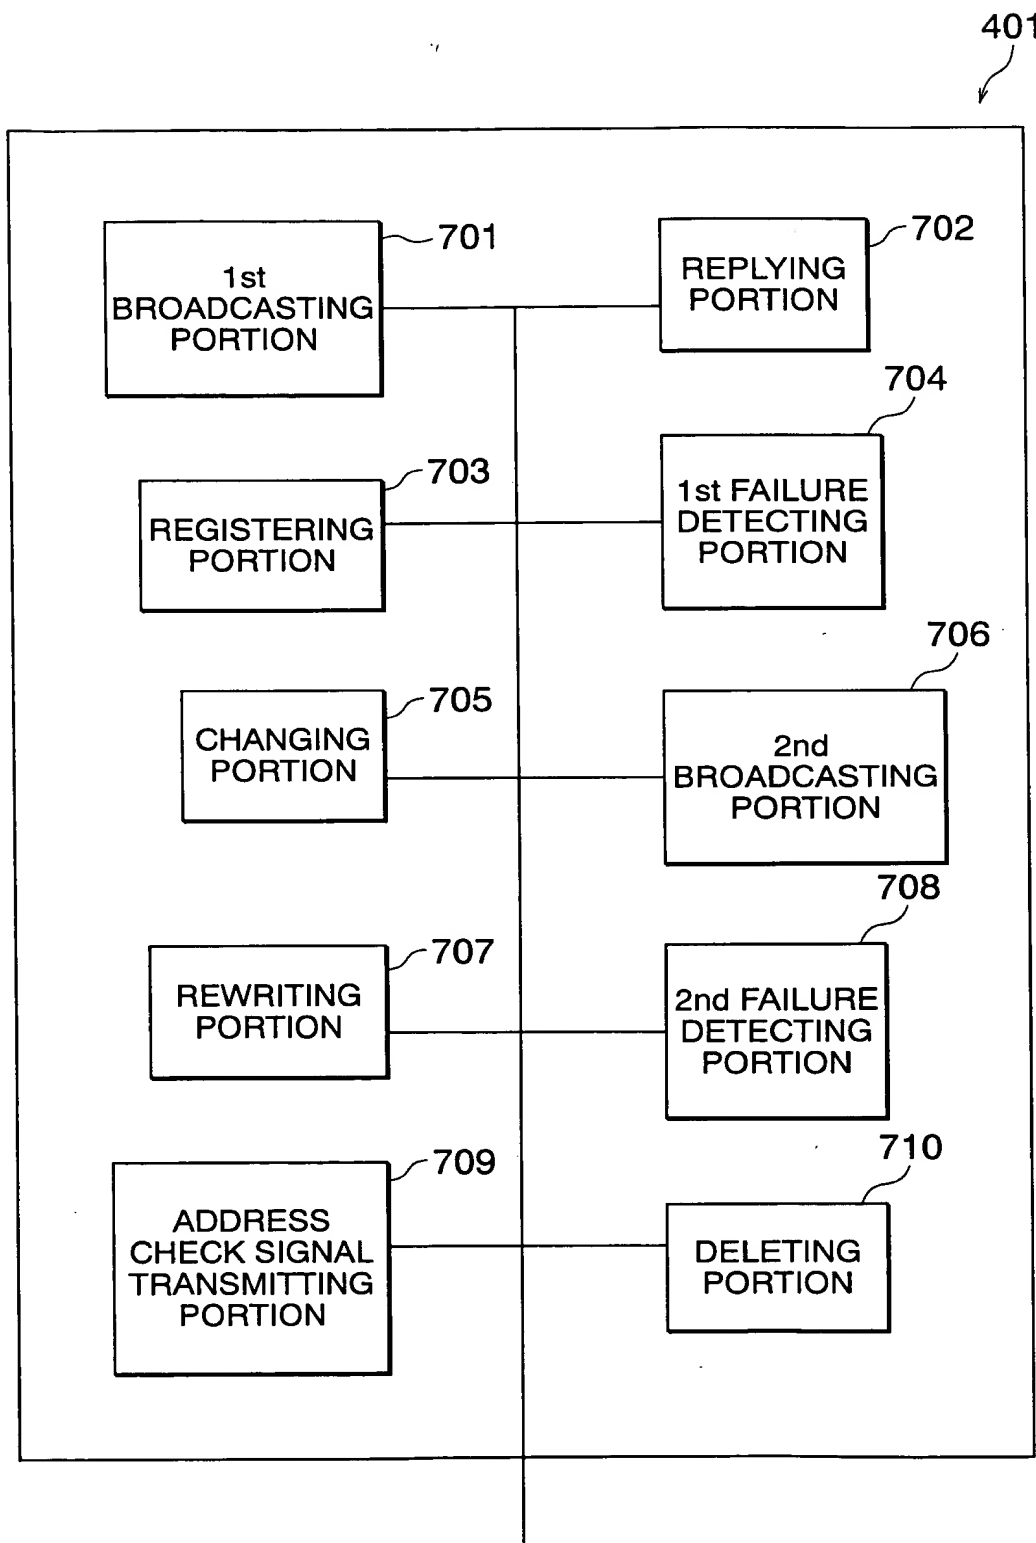 401
701
1st
BROADCASTING
PORTION
702
REPLYING
PORTION
703
REGISTERING
PORTION
704
1st FAILURE
DETECTING
PORTION
705
CHANGING
PORTION
706
2nd
BROADCASTING
PORTION
707
REWRITING
PORTION
708
2nd FAILURE
DETECTING
PORTION
709
ADDRESS
CHECK SIGNAL
TRANSMITTING
PORTION
710
DELETING
PORTION